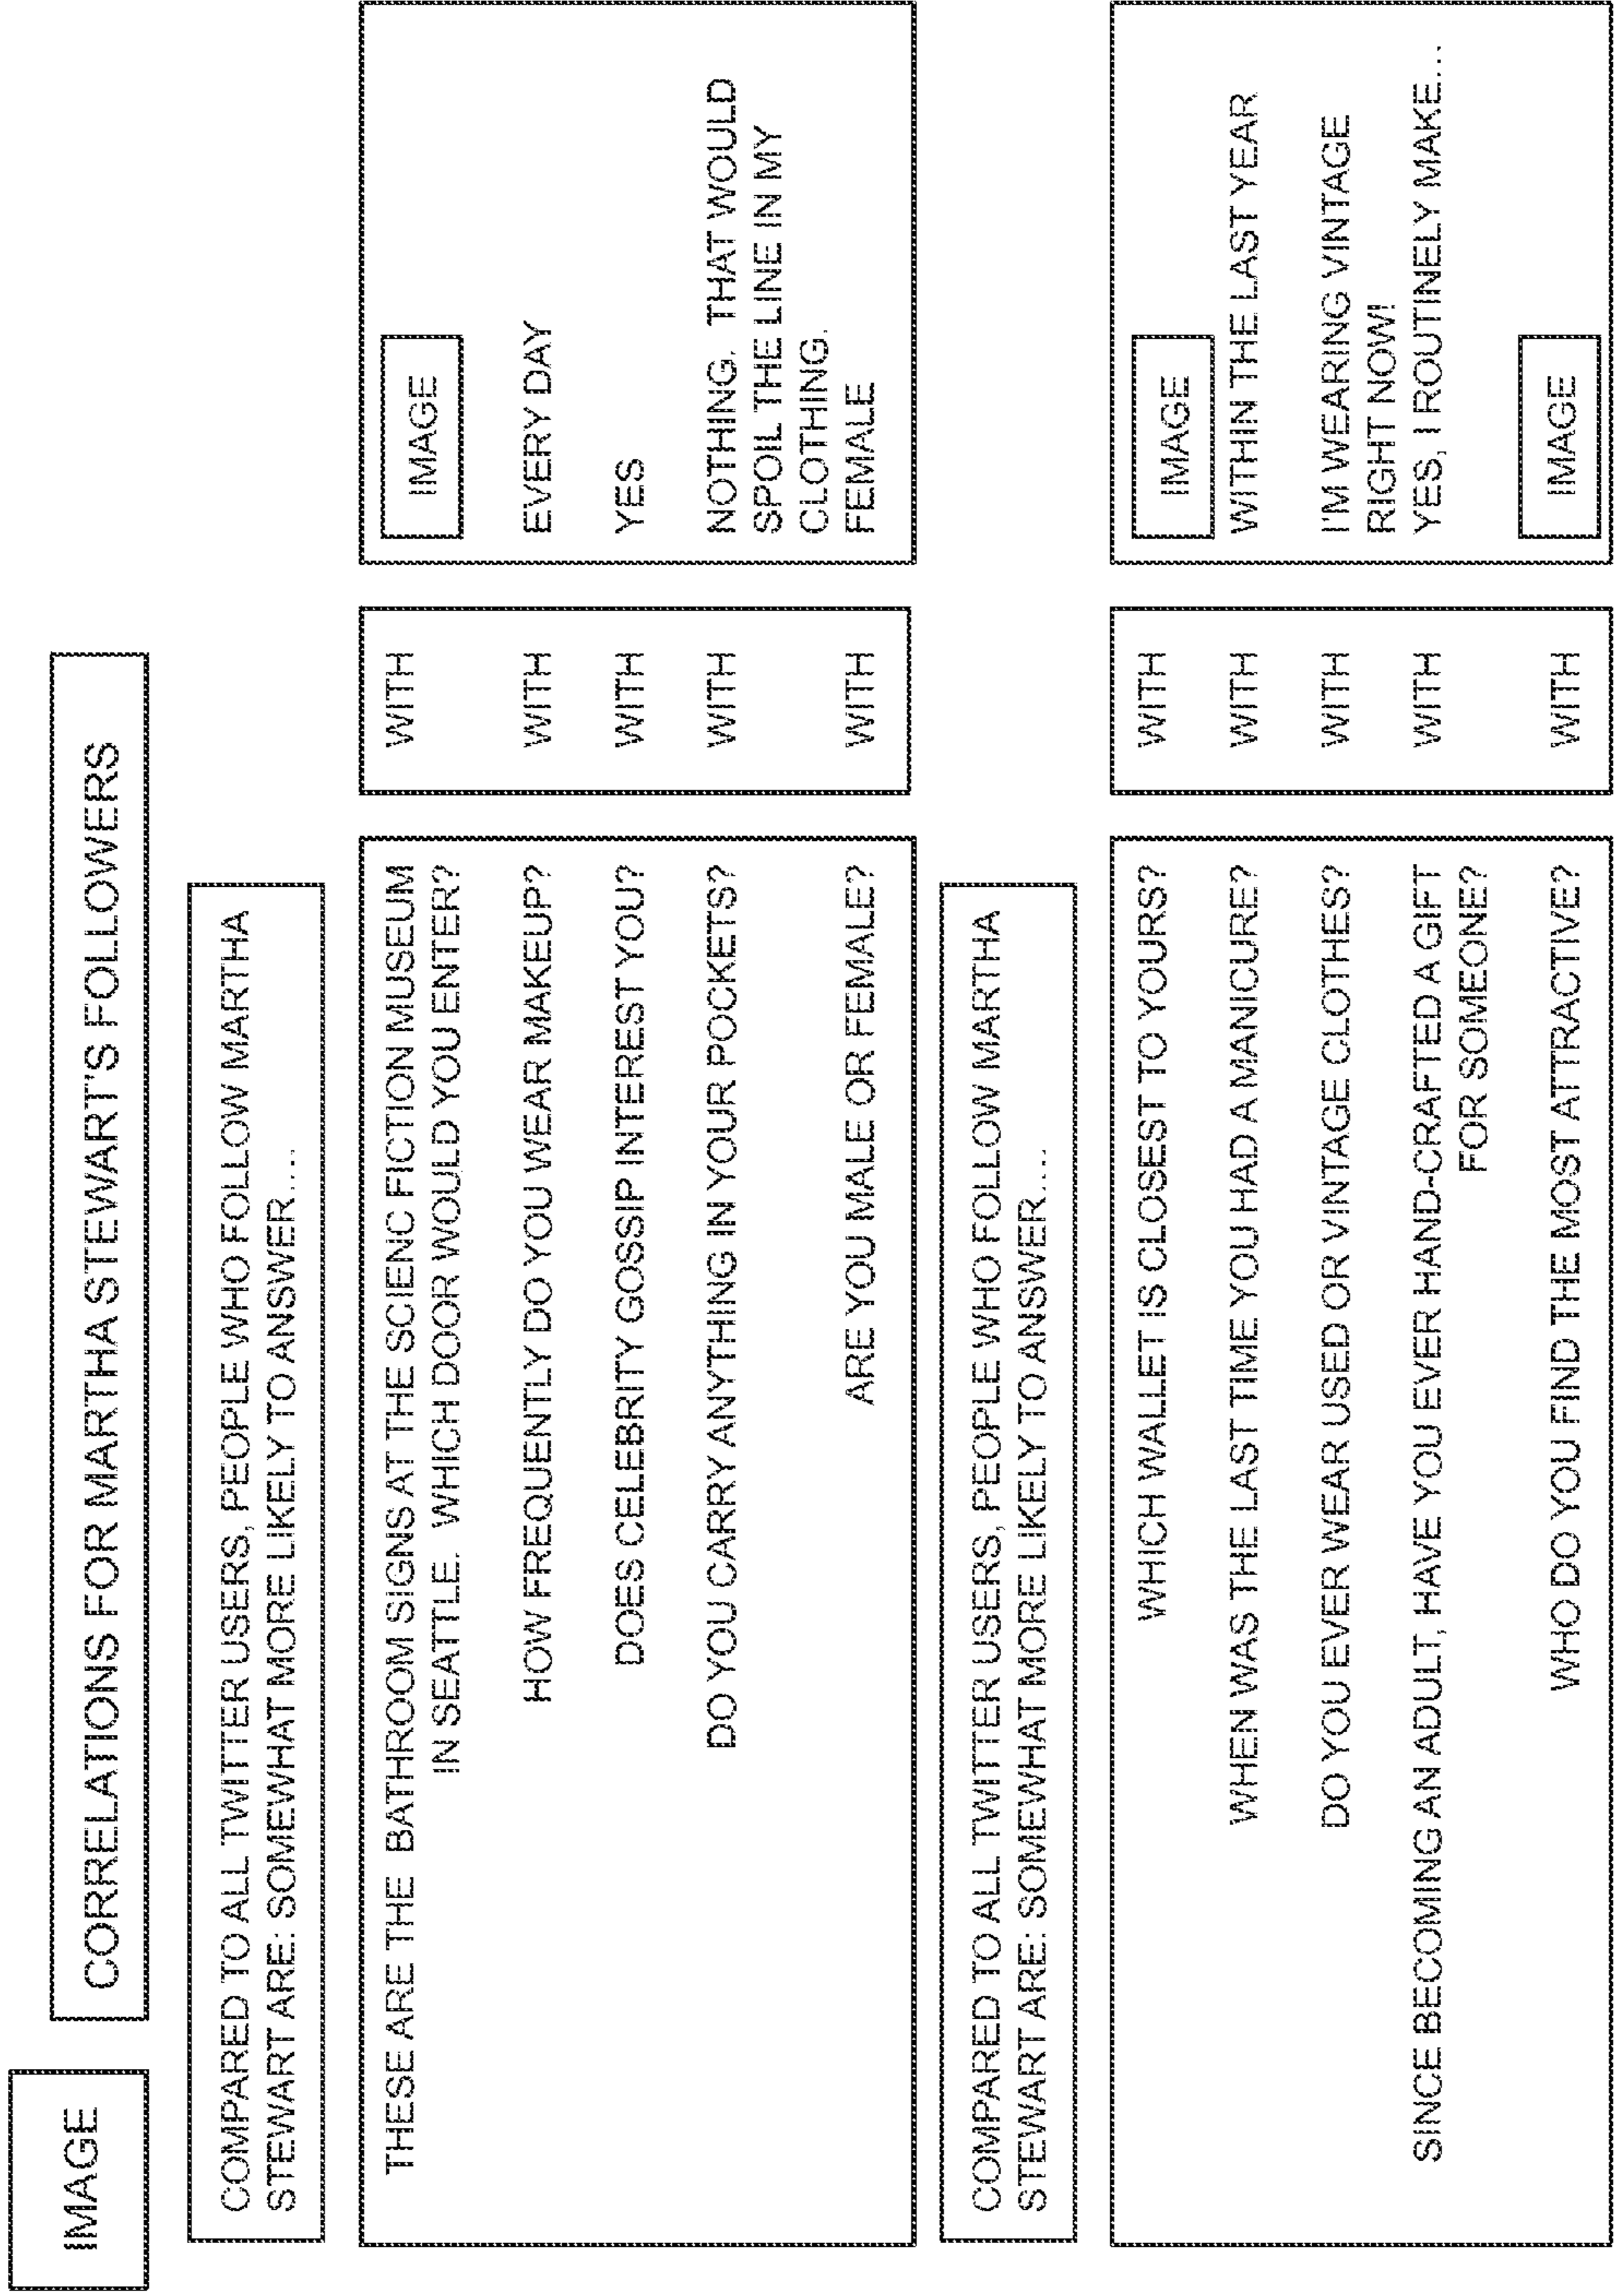 IMAGE
CORRELATIONS FOR MARTHA STEWART'S FOLLOWERS
COMPARED TO ALL TWITTER USERS, PEOPLE WHO FOLLOW MARTHA
STEWART ARE: SOMEWHAT MORE LIKELY TO ANSWER....
THESE ARE THE BATHROOM SIGNS AT THE SCIENC FICTION MUSEUM
IN SEATTLE. WHICH DOOR WOULD YOU ENTER?
WITH
IMAGE
HOW FREQUENTLY DO YOU WEAR MAKEUP?
WITH
EVERY DAY
DOES CELEBRITY GOSSIP INTEREST YOU?
WITH
YES
DO YOU CARRY ANYTHING IN YOUR POCKETS?
WITH
NOTHING. THAT WOULD
SPOIL THE LINE IN MY
CLOTHING.
ARE YOU MALE OR FEMALE?
WITH
FEMALE
COMPARED TO ALL TWITTER USERS, PEOPLE WHO FOLLOW MARTHA
STEWART ARE: SOMEWHAT MORE LIKELY TO ANSWER....
WHICH WALLET IS CLOSEST TO YOURS?
WITH
IMAGE
WHEN WAS THE LAST TIME YOU HAD A MANICURE?
WITH
WITHIN THE LAST YEAR
DO YOU EVER WEAR USED OR VINTAGE CLOTHES?
WITH
I'M WEARING VINTAGE
RIGHT NOW!
SINCE BECOMING AN ADULT, HAVE YOU EVER HAND-CRAFTED A GIFT
FOR SOMEONE?
WITH
YES, I ROUTINELY MAKE...
WHO DO YOU FIND THE MOST ATTRACTIVE?
WITH
IMAGE